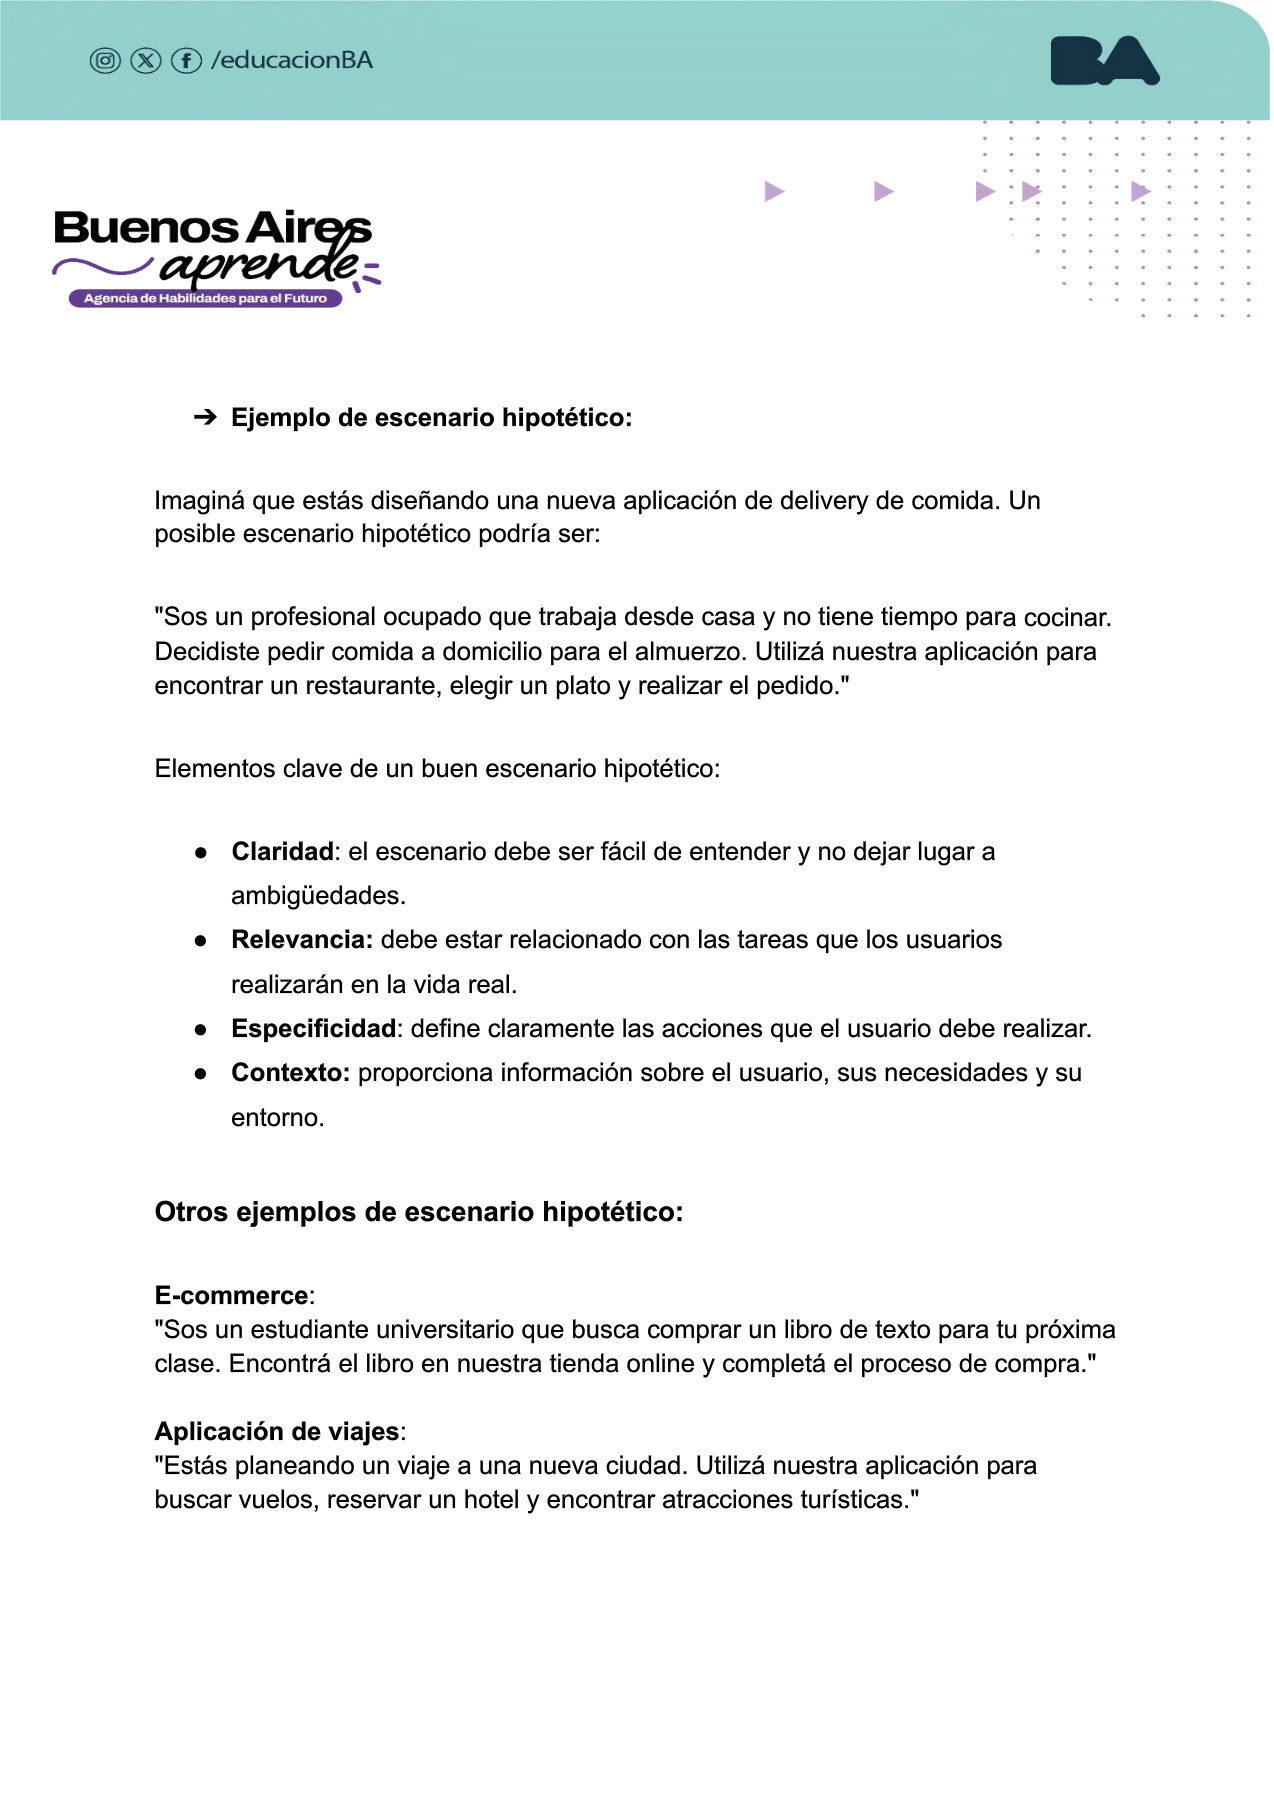 /educacionBA
BA
Buenos Aires
aprende
Agencia de Habilidades para el Futuro
➔ Ejemplo de escenario hipotético:
Imaginá que estás diseñando una nueva aplicación de delivery de comida. Un
posible escenario hipotético podría ser:
"Sos un profesional ocupado que trabaja desde casa y no tiene tiempo para cocinar.
Decidiste pedir comida a domicilio para el almuerzo. Utilizá nuestra aplicación para
encontrar un restaurante, elegir un plato y realizar el pedido."
Elementos clave de un buen escenario hipotético:
● Claridad: el escenario debe ser fácil de entender y no dejar lugar a
ambigüedades.
● Relevancia: debe estar relacionado con las tareas que los usuarios
realizarán en la vida real.
● Especificidad: define claramente las acciones que el usuario debe realizar.
● Contexto: proporciona información sobre el usuario, sus necesidades y su
entorno.
Otros ejemplos de escenario hipotético:
E-commerce:
"Sos un estudiante universitario que busca comprar un libro de texto para tu próxima
clase. Encontrá el libro en nuestra tienda online y completá el proceso de compra."
Aplicación de viajes:
"Estás planeando un viaje a una nueva ciudad. Utilizá nuestra aplicación para
buscar vuelos, reservar un hotel y encontrar atracciones turísticas."